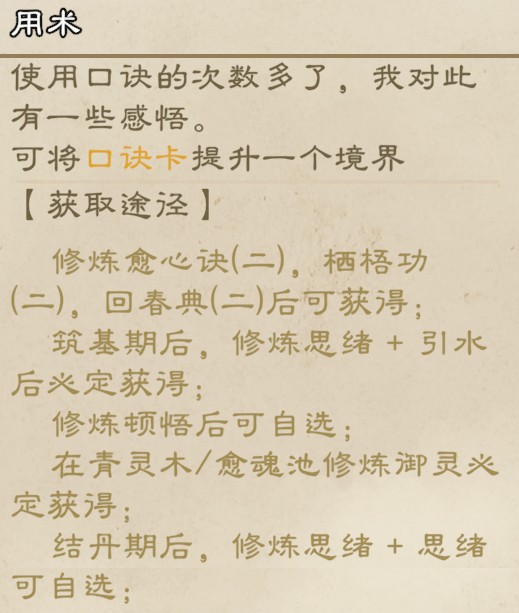 用术
使用口诀的次数多了，我对此
有一些感悟。
可将口诀卡提升一个境界
【获取途径】
修炼愈心诀(二)，栖梧功
(二)，回春典(二)后可获得；
筑基期后，修炼思绪 + 引水
后必定获得；
修炼顿悟后可自选；
在青灵木/愈魂池修炼御灵必
定获得；
结丹期后，修炼思绪 + 思绪
可自选；